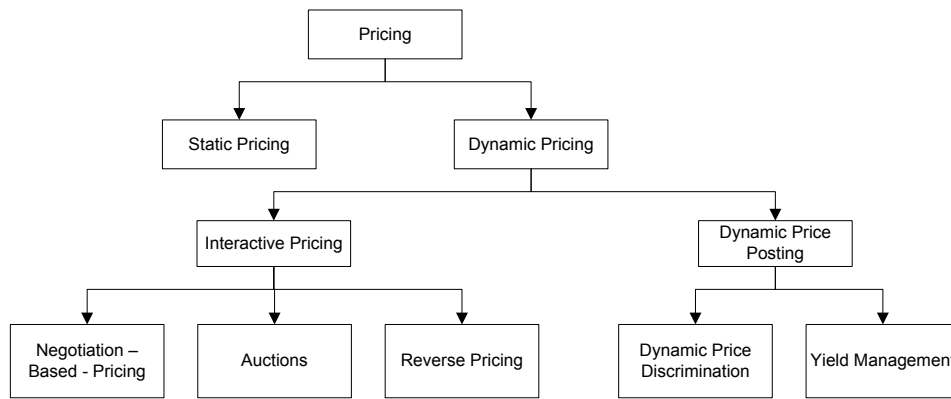 Pricing
Static Pricing
Dynamic Pricing
Interactive Pricing
Dynamic Price
Posting
Negotiation –
Based - Pricing
Auctions
Reverse Pricing
Dynamic Price
Discrimination
Yield Management